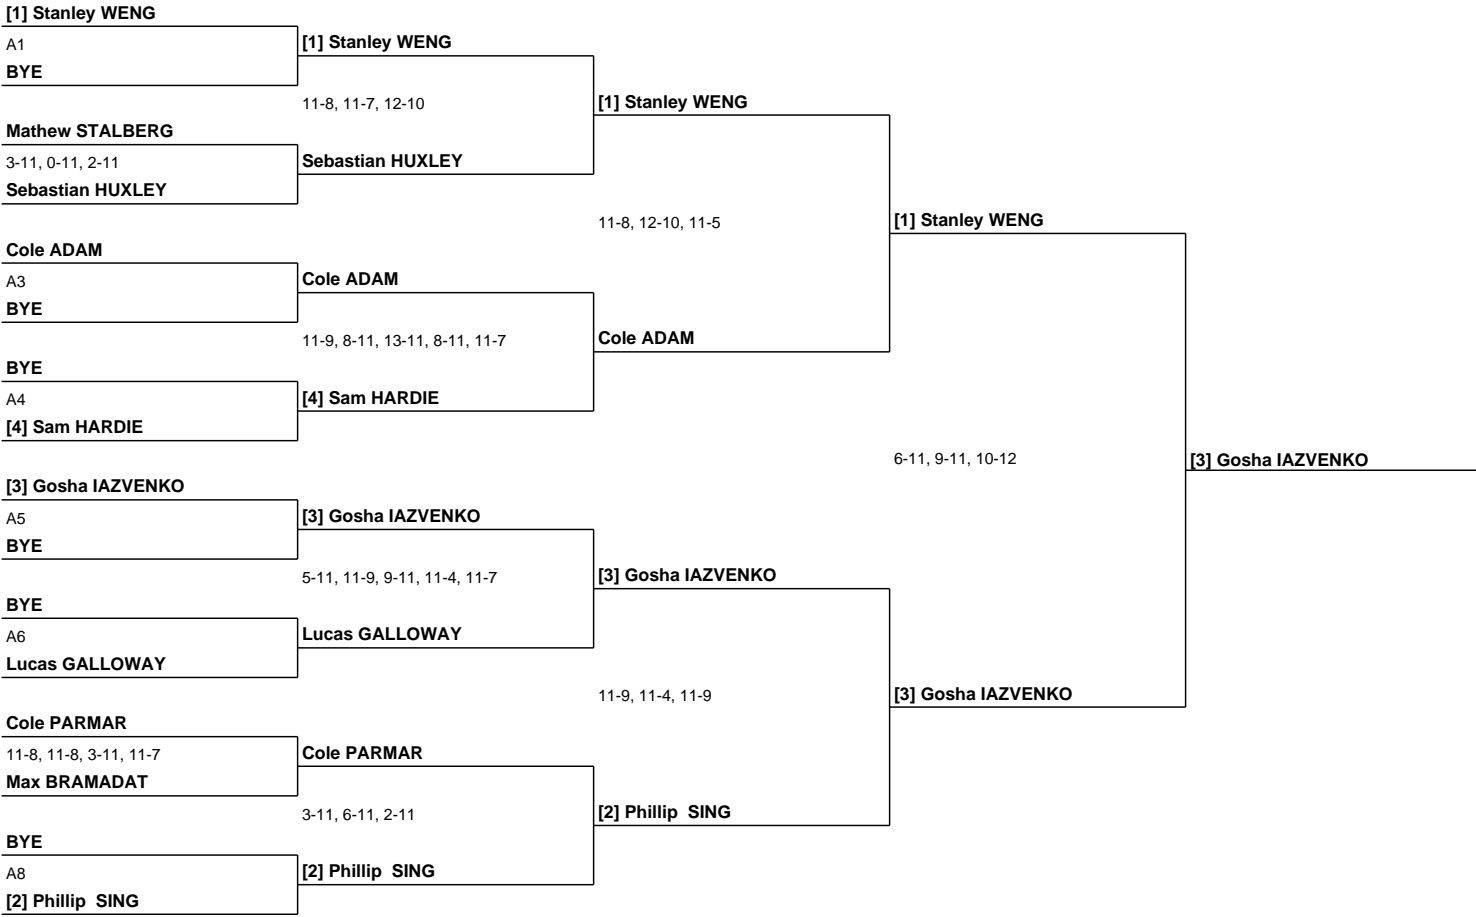 [1] Stanley WENG
A1
BYE
Mathew STALBERG
3-11, 0-11, 2-11
Sebastian HUXLEY
Cole ADAM
A3
BYE
BYE
A4
[4] Sam HARDIE
[3] Gosha IAZVENKO
A5
BYE
BYE
A6
Lucas GALLOWAY
Cole PARMAR
11-8, 11-8, 3-11, 11-7
Max BRAMADAT
BYE
A8
[2] Phillip  SING
[1] Stanley WENG
11-8, 11-7, 12-10
Sebastian HUXLEY
Cole ADAM
11-9, 8-11, 13-11, 8-11, 11-7
[4] Sam HARDIE
[3] Gosha IAZVENKO
5-11, 11-9, 9-11, 11-4, 11-7
Lucas GALLOWAY
Cole PARMAR
3-11, 6-11, 2-11
[2] Phillip  SING
[1] Stanley WENG
11-8, 12-10, 11-5
Cole ADAM
[3] Gosha IAZVENKO
11-9, 11-4, 11-9
[2] Phillip  SING
[1] Stanley WENG
6-11, 9-11, 10-12
[3] Gosha IAZVENKO
[3] Gosha IAZVENKO